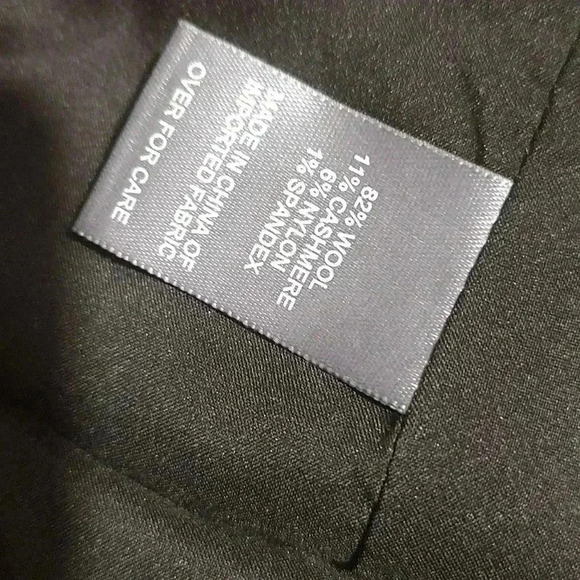 82% WOOL
11% CASHMERE
6% NYLON
1% SPANDEX
MADE IN CHINA OF
IMPORTED FABRIC
OVER FOR CARE